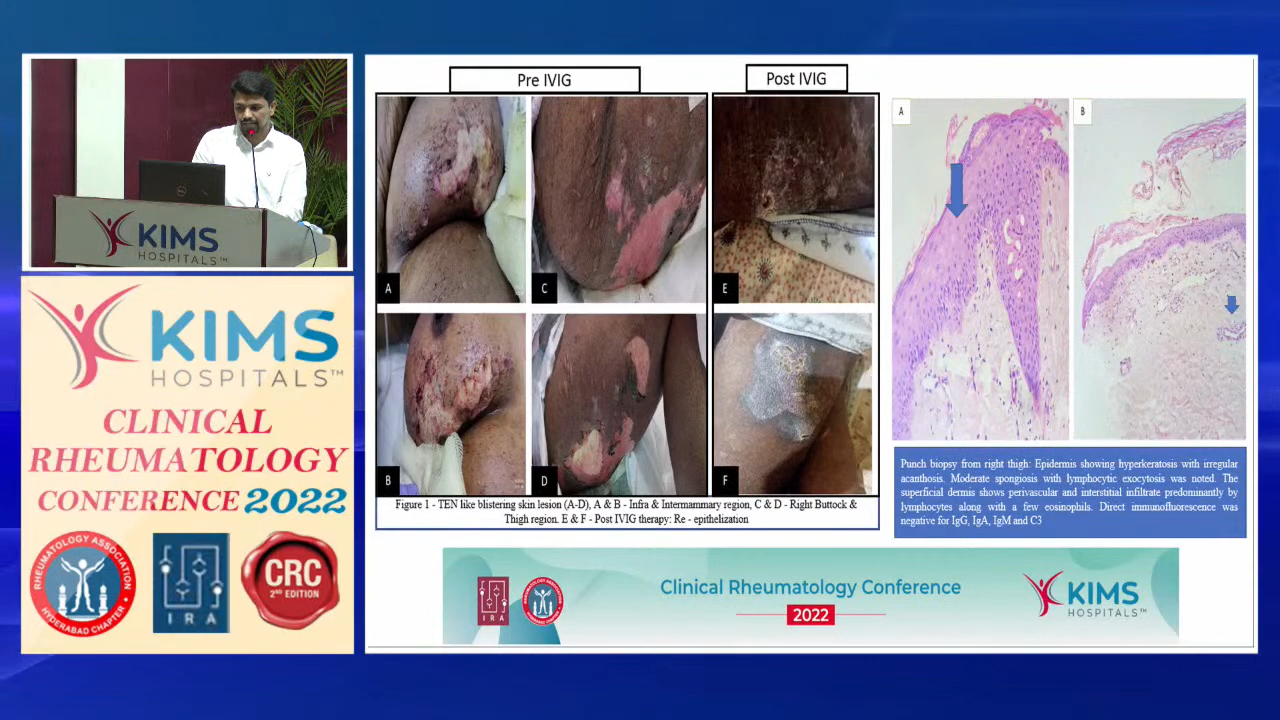 KIMS
HOSPITALS™
KIMS
HOSPITALS™
CLINICAL
RHEUMATOLOGY
CONFERENCE 2022
RHEUMATOLOGY ASSOCIATION
HYDERABAD CHAPTER
IRA
CRC
2ND EDITION
Pre IVIG
Post IVIG
A
C
E
B
D
F
Figure 1 - TEN like blistering skin lesion (A-D), A & B - Infra & Intermammary region, C & D - Right Buttock &
Thigh region. E & F - Post IVIG therapy: Re - epithelization
A
B
Punch biopsy from right thigh: Epidermis showing hyperkeratosis with irregular
acanthosis. Moderate spongiosis with lymphocytic exocytosis was noted. The
superficial dermis shows perivascular and interstitial infiltrate predominantly by
lymphocytes along with a few eosinophils. Direct immunofluorescence was
negative for IgG, IgA, IgM and C3
IRA
Clinical Rheumatology Conference
2022
KIMS
HOSPITALS™